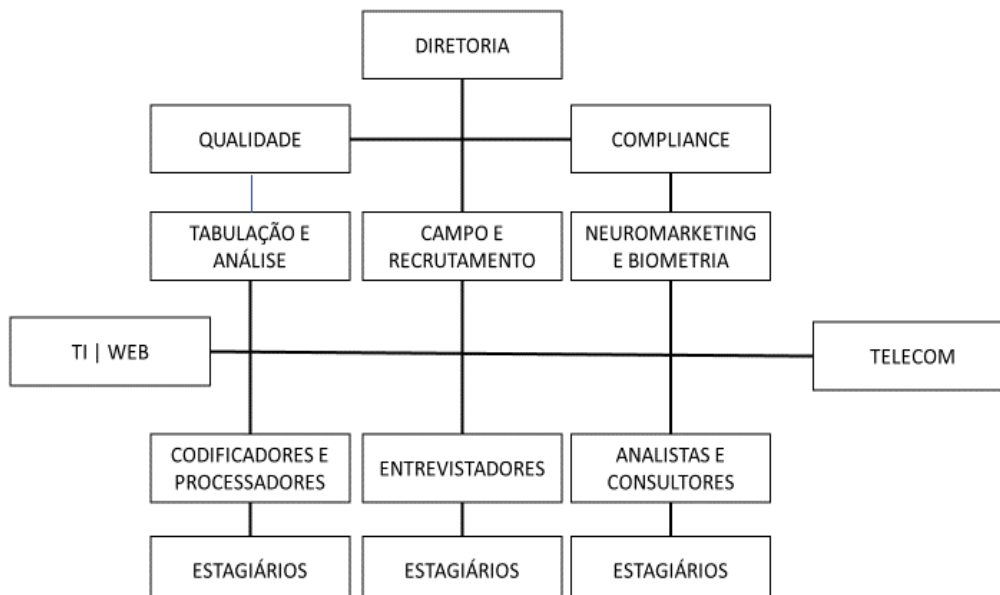 DIRETORIA
QUALIDADE
COMPLIANCE
TABULAÇÃO E
ANÁLISE
CAMPO E
RECRUTAMENTO
NEUROMARKETING
E BIOMETRIA
TI | WEB
TELECOM
CODIFICADORES E
PROCESSADORES
ENTREVISTADORES
ANALISTAS E
CONSULTORES
ESTAGIÁRIOS
ESTAGIÁRIOS
ESTAGIÁRIOS